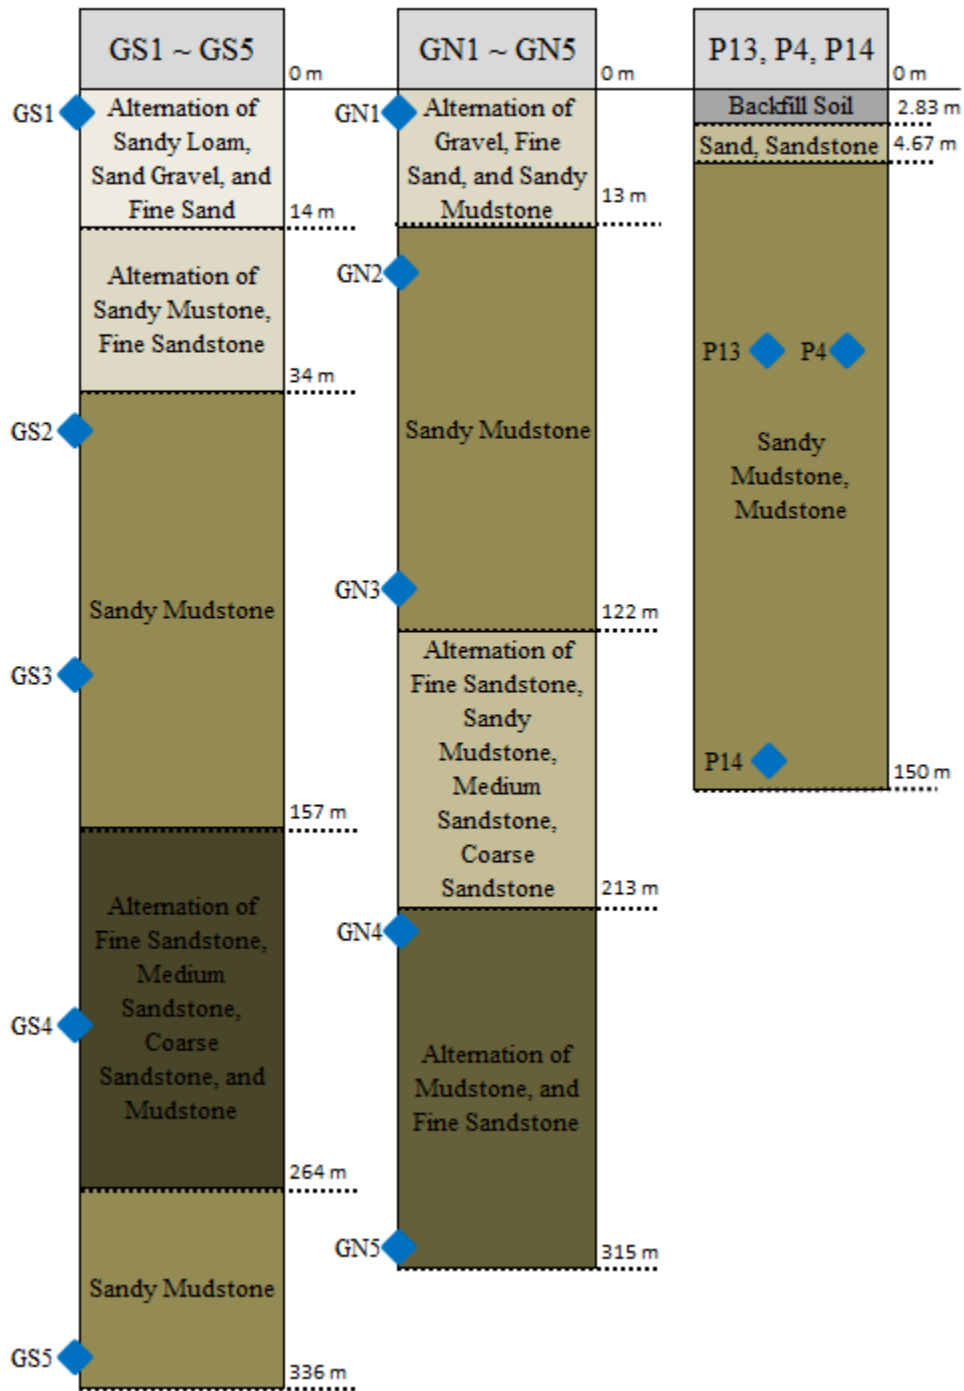 GS1 ~ GS5
0 m
GS1
Alternation of
Sandy Loam,
Sand Gravel, and
Fine Sand
14 m
Alternation of
Sandy Mustone,
Fine Sandstone
34 m
GS2
Sandy Mudstone
GS3
157 m
Alternation of
Fine Sandstone,
Medium
Sandstone,
Coarse
Sandstone, and
Mudstone
GS4
264 m
Sandy Mudstone
GS5
336 m
GN1 ~ GN5
0 m
GN1
Alternation of
Gravel, Fine
Sand, and Sandy
Mudstone
13 m
GN2
Sandy Mudstone
GN3
122 m
Alternation of
Fine Sandstone,
Sandy
Mudstone,
Medium
Sandstone,
Coarse
Sandstone
213 m
GN4
Alternation of
Mudstone, and
Fine Sandstone
GN5
315 m
P13, P4, P14
0 m
Backfill Soil
2.83 m
Sand, Sandstone
4.67 m
P13 P4
Sandy
Mudstone,
Mudstone
P14
150 m